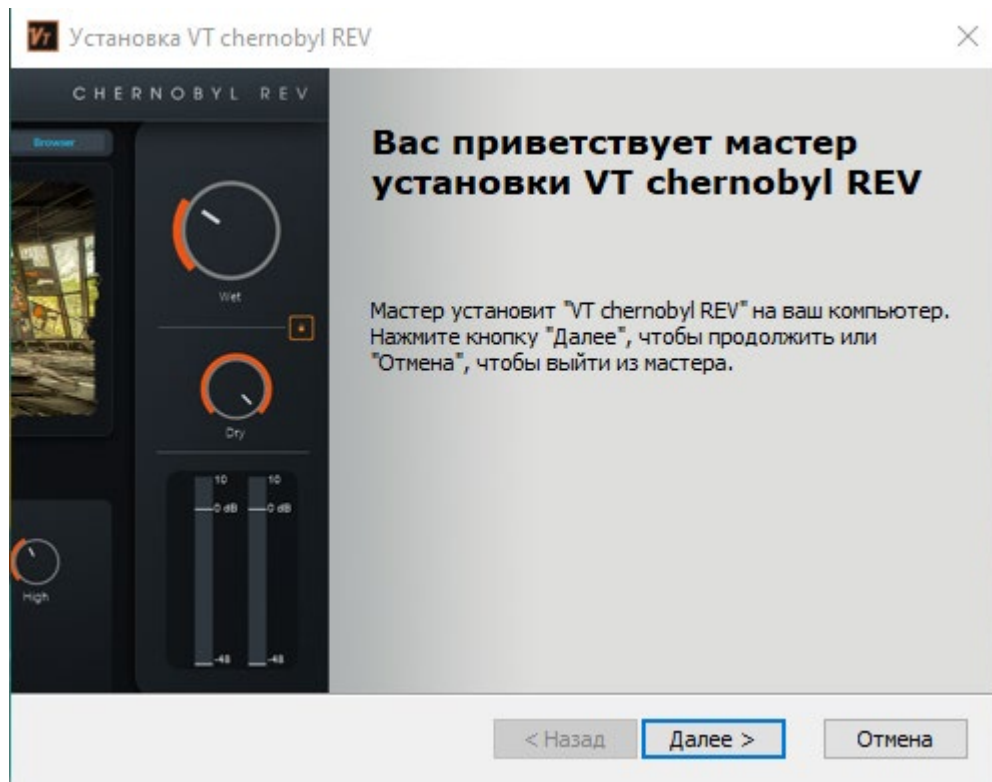 VT Установка VT chernobyl REV
CHERNOBYL REV
Browser
Wet
Dry
10 10
0 dB 0 dB
-48 -48
High
Вас приветствует мастер
установки VT chernobyl REV
Мастер установит "VT chernobyl REV" на ваш компьютер.
Нажмите кнопку "Далее", чтобы продолжить или
"Отмена", чтобы выйти из мастера.
< Назад Далее > Отмена